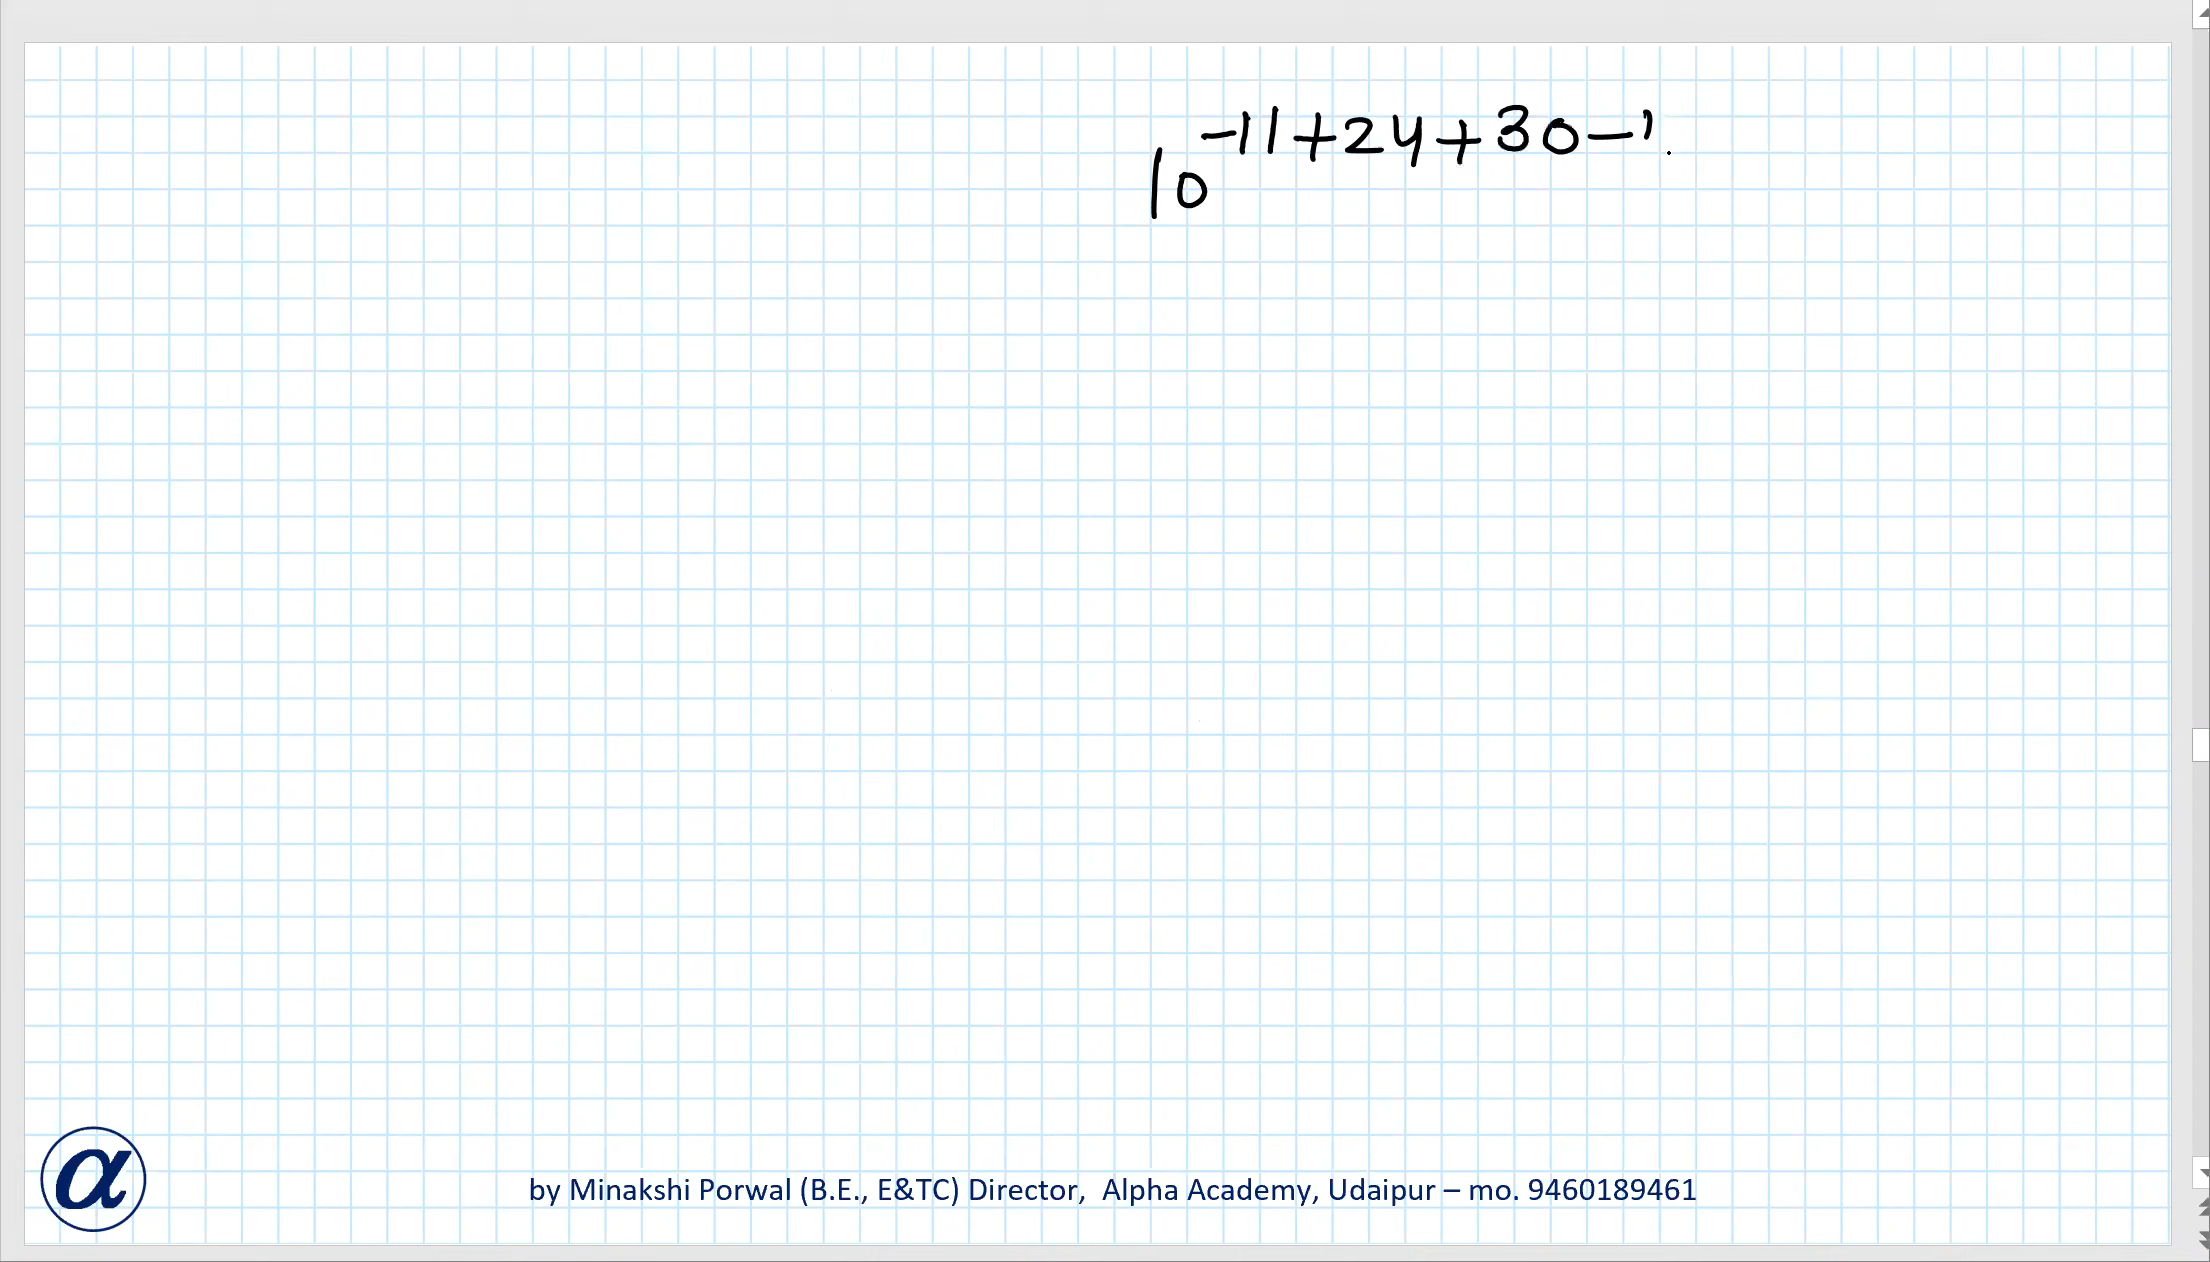 10^-11+24+30-1
α
by Minakshi Porwal (B.E., E&TC) Director, Alpha Academy, Udaipur – mo. 9460189461